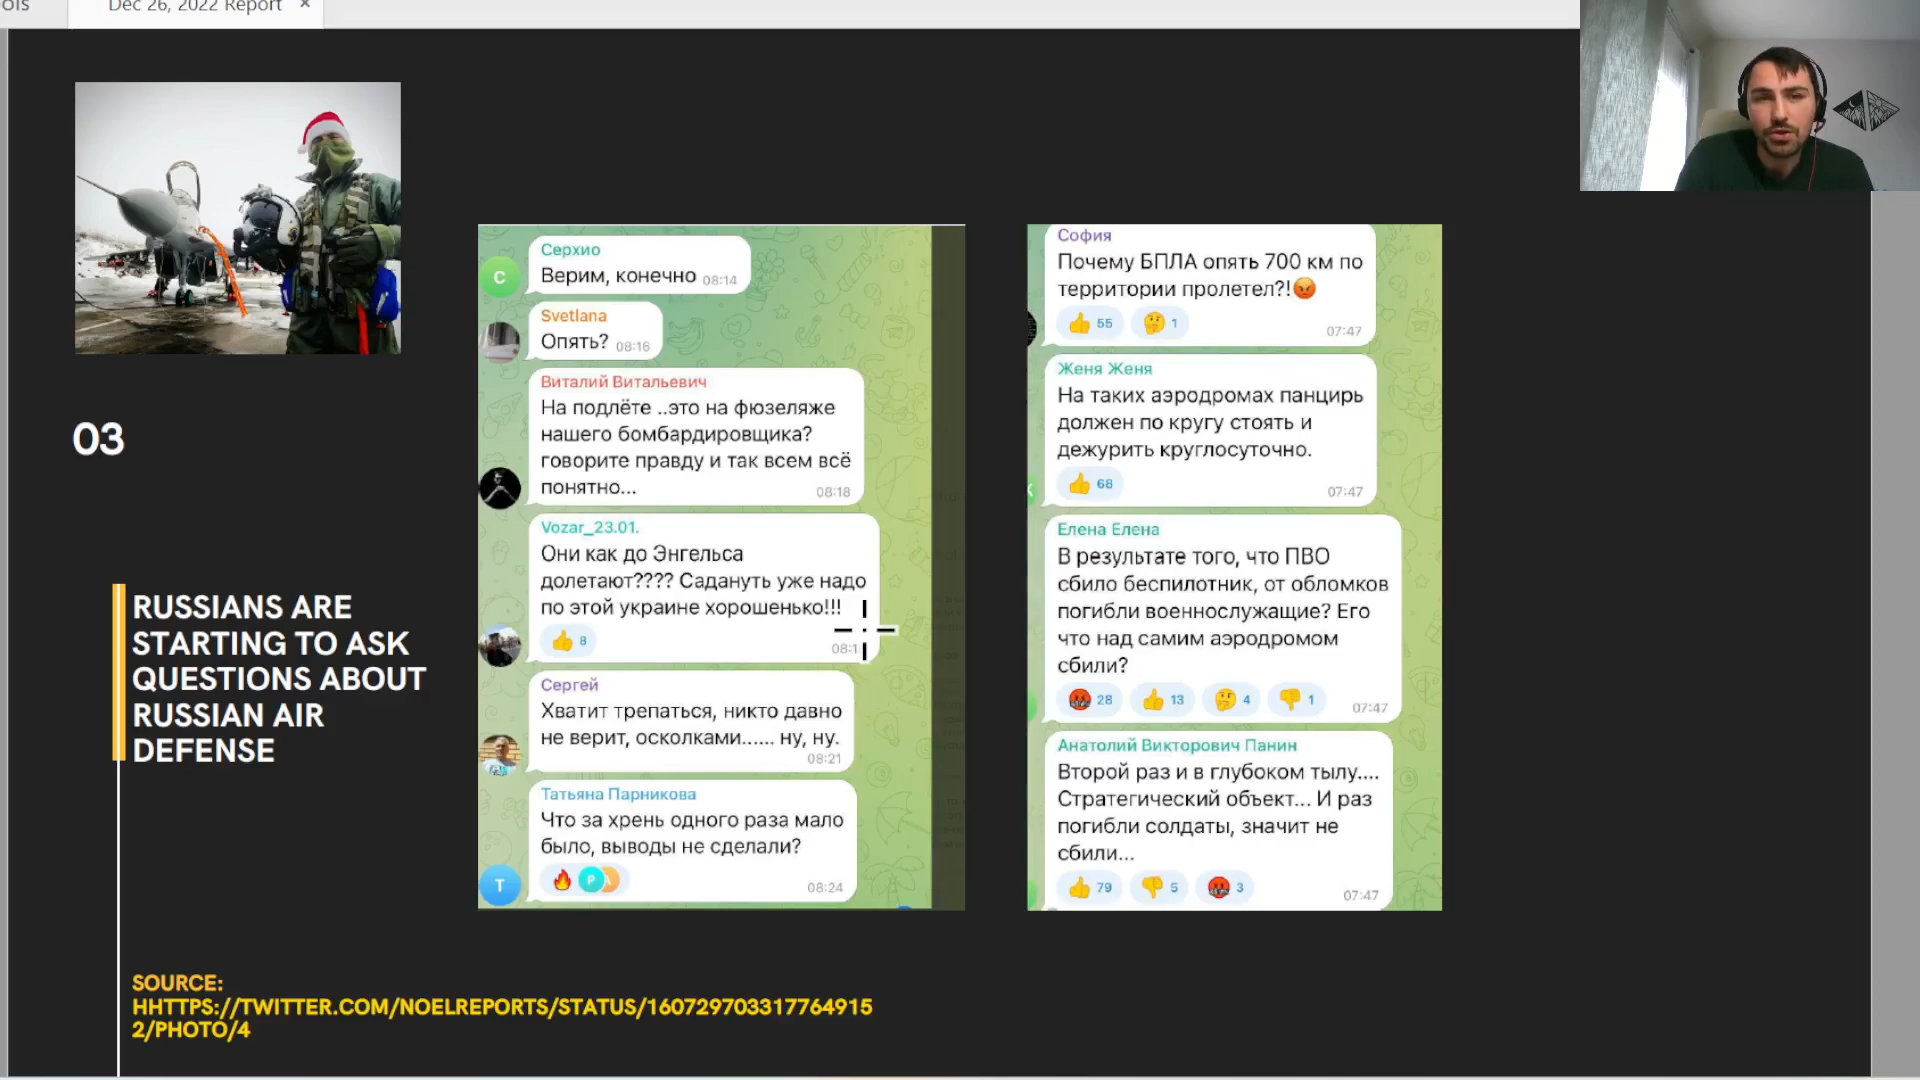 Dec 26, 2022 Report ×
03
RUSSIANS ARE
STARTING TO ASK
QUESTIONS ABOUT
RUSSIAN AIR
DEFENSE
SOURCE:
HHTTPS://TWITTER.COM/NOELREPORTS/STATUS/160729703317764915
2/PHOTO/4
С
Серхио
Верим, конечно 08:14
Svetlana
Опять? 08:16
Виталий Витальевич
На подлёте ..это на фюзеляже
нашего бомбардировщика?
говорите правду и так всем всё
понятно...
08:18
Vozar_23.01.
Они как до Энгельса
долетают???? Садануть уже надо
по этой украине хорошенько!!!
👍 8
Сергей
Хватит трепаться, никто давно
не верит, осколками...... ну, ну.
08:21
Татьяна Парникова
Что за хрень одного раза мало
было, выводы не сделали?
🔥 Р
08:24
Т
София
Почему БПЛА опять 700 км по
территории пролетел?!😡
👍 55 🤔 1 07:47
Женя Женя
На таких аэродромах панцирь
должен по кругу стоять и
дежурить круглосуточно.
👍 68 07:47
Елена Елена
В результате того, что ПВО
сбило беспилотник, от обломков
погибли военнослужащие? Его
что над самим аэродромом
сбили?
🤬 28 👍 13 🤔 4 👎 1 07:47
Анатолий Викторович Панин
Второй раз и в глубоком тылу....
Стратегический объект... И раз
погибли солдаты, значит не
сбили...
👍 79 👎 5 🤬 3 07:47